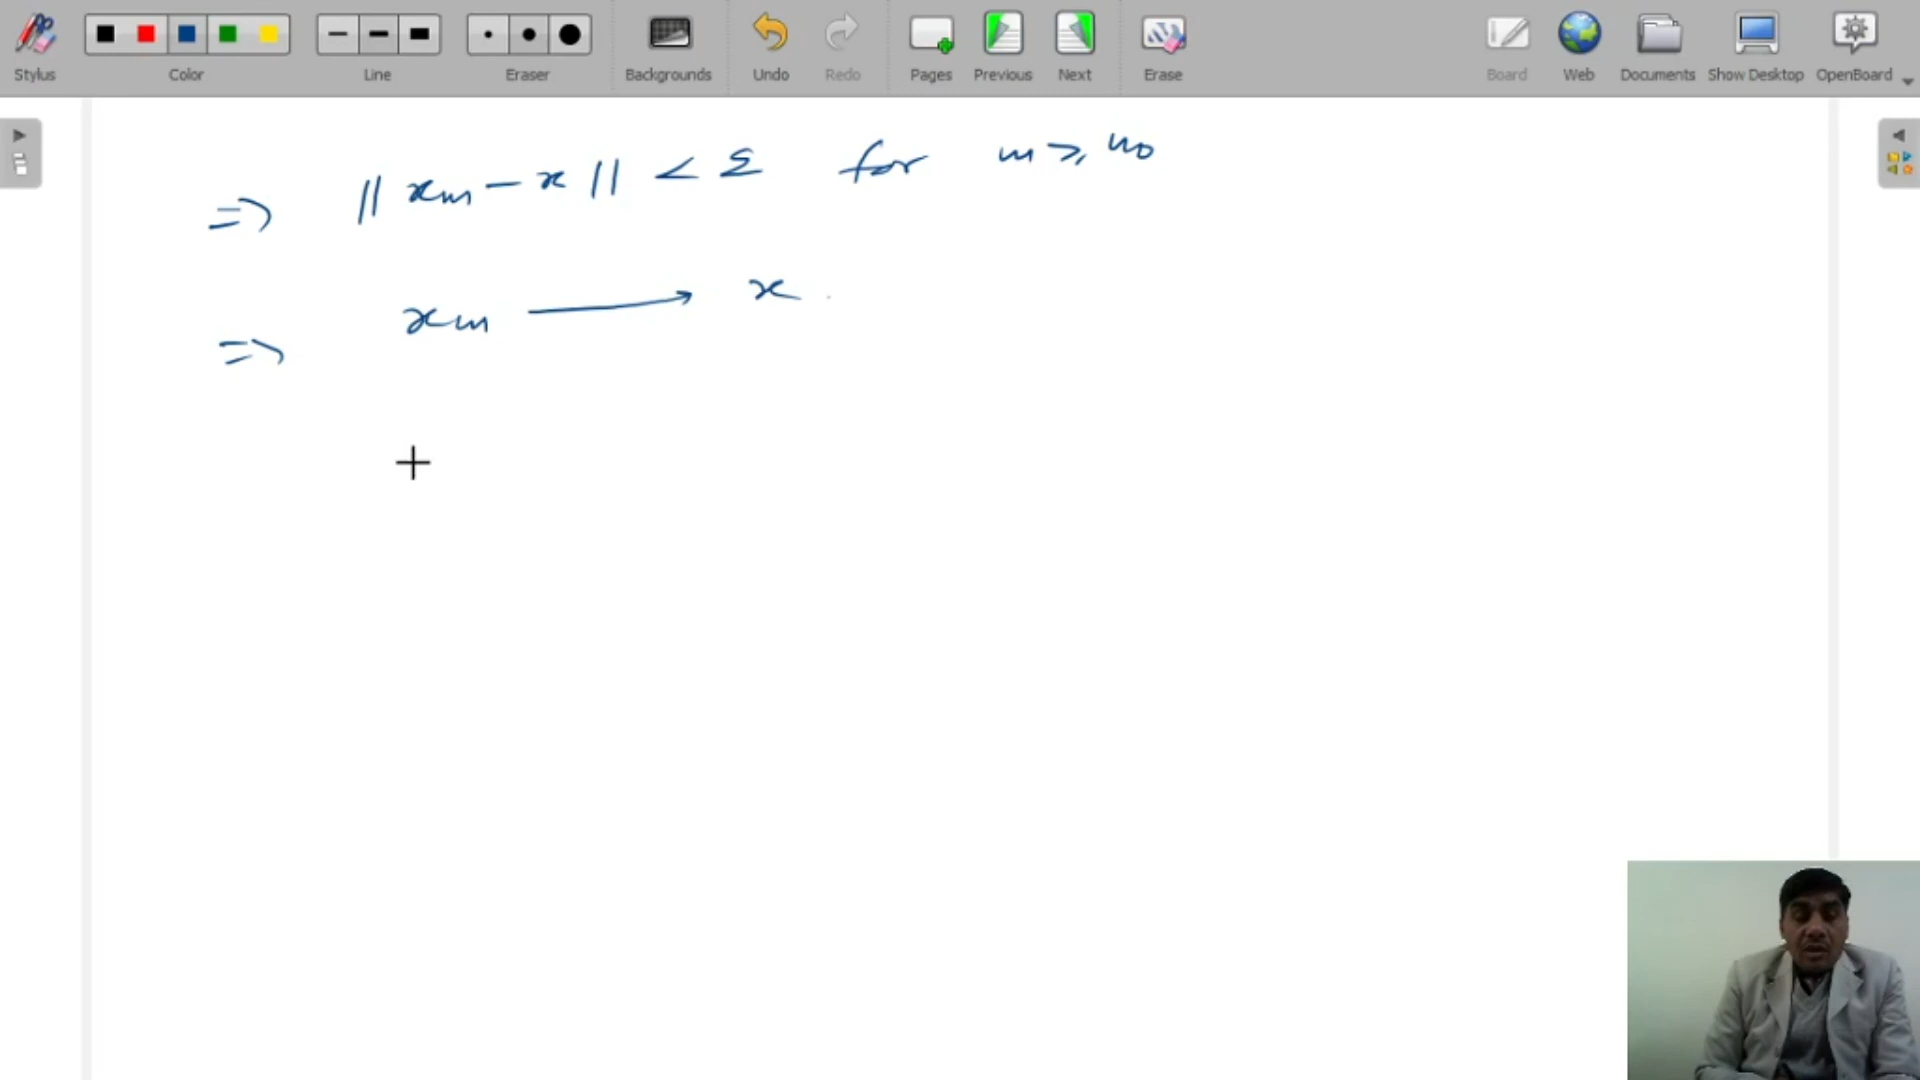 Stylus Color Line Eraser Backgrounds Undo Redo Pages Previous Next Erase Board Web Documents Show Desktop OpenBoard
=> || xm − x || < ε for m ≥ n0
=> xm → x .